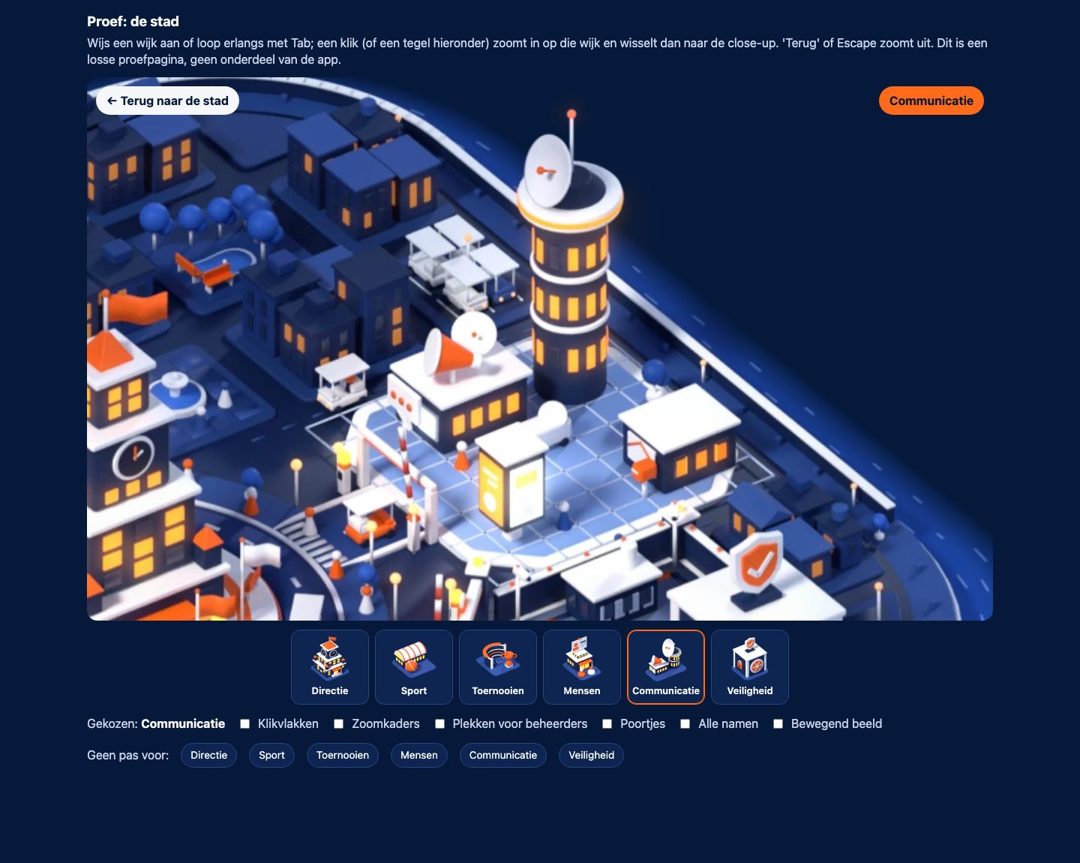 Proef: de stad
Wijs een wijk aan of loop erlangs met Tab; een klik (of een tegel hieronder) zoomt in op die wijk en wisselt dan naar de close-up. 'Terug' of Escape zoomt uit. Dit is een
losse proefpagina, geen onderdeel van de app.
← Terug naar de stad
Communicatie
Directie
Sport
Toernooien
Mensen
Communicatie
Veiligheid
Gekozen: Communicatie Klikvlakken Zoomkaders Plekken voor beheerders Poortjes Alle namen Bewegend beeld
Geen pas voor: Directie Sport Toernooien Mensen Communicatie Veiligheid